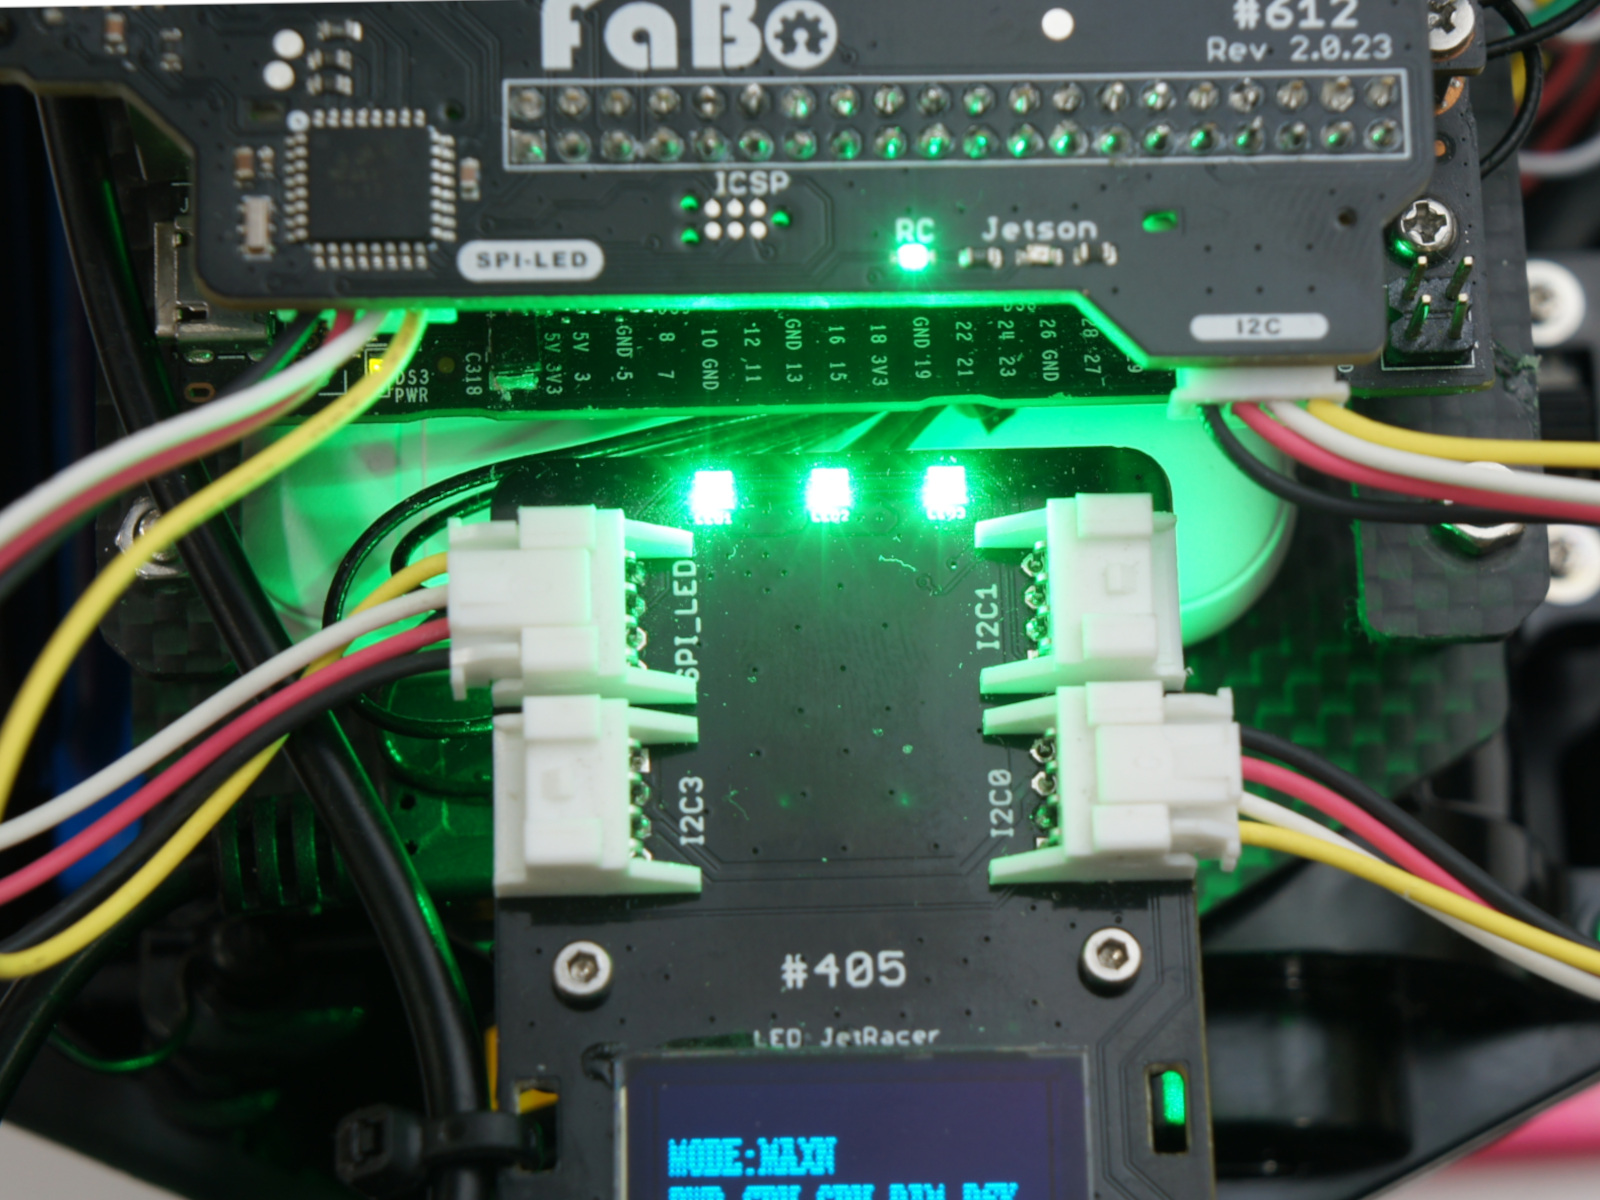 FaBo
#612
Rev 2.0.23
ICSP
RC
Jetson
SPI-LED
I2C
DS3
PWR
C318
5V 3V3
5V 3
GND 5
8 7
10 GND
12 11
GND 13
16 15
18 3V3
GND 19
22 21
24 23
26 GND
28 27
SPI_LED
I2C1
I2C3
I2C0
#405
LED JetRacer
MODE:MAXN